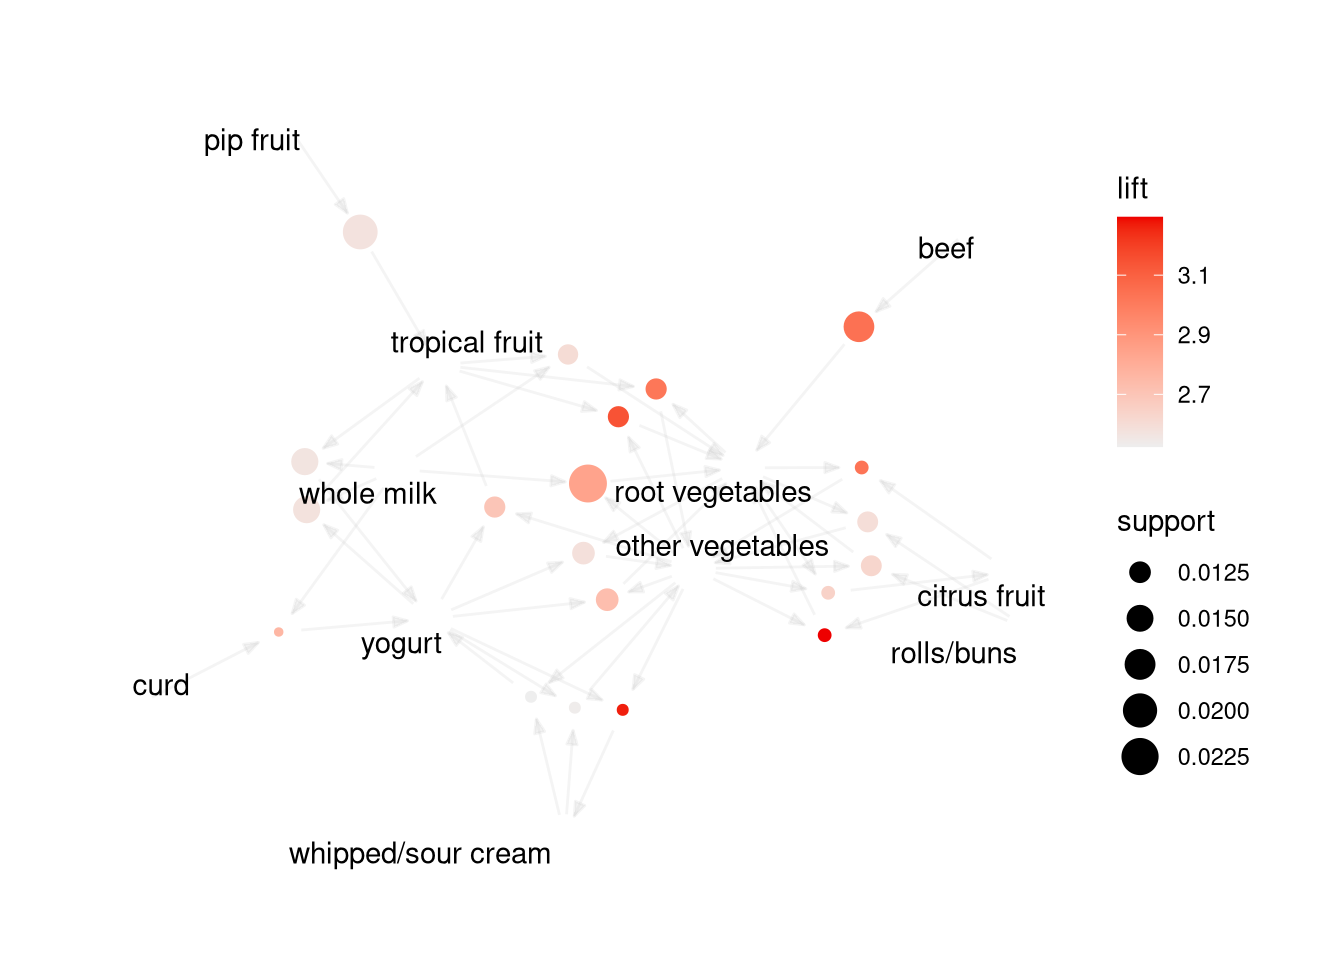 pip fruit
beef
tropical fruit
whole milk
root vegetables
other vegetables
citrus fruit
yogurt
rolls/buns
curd
whipped/sour cream
lift
3.1
2.9
2.7
support
0.0125
0.0150
0.0175
0.0200
0.0225